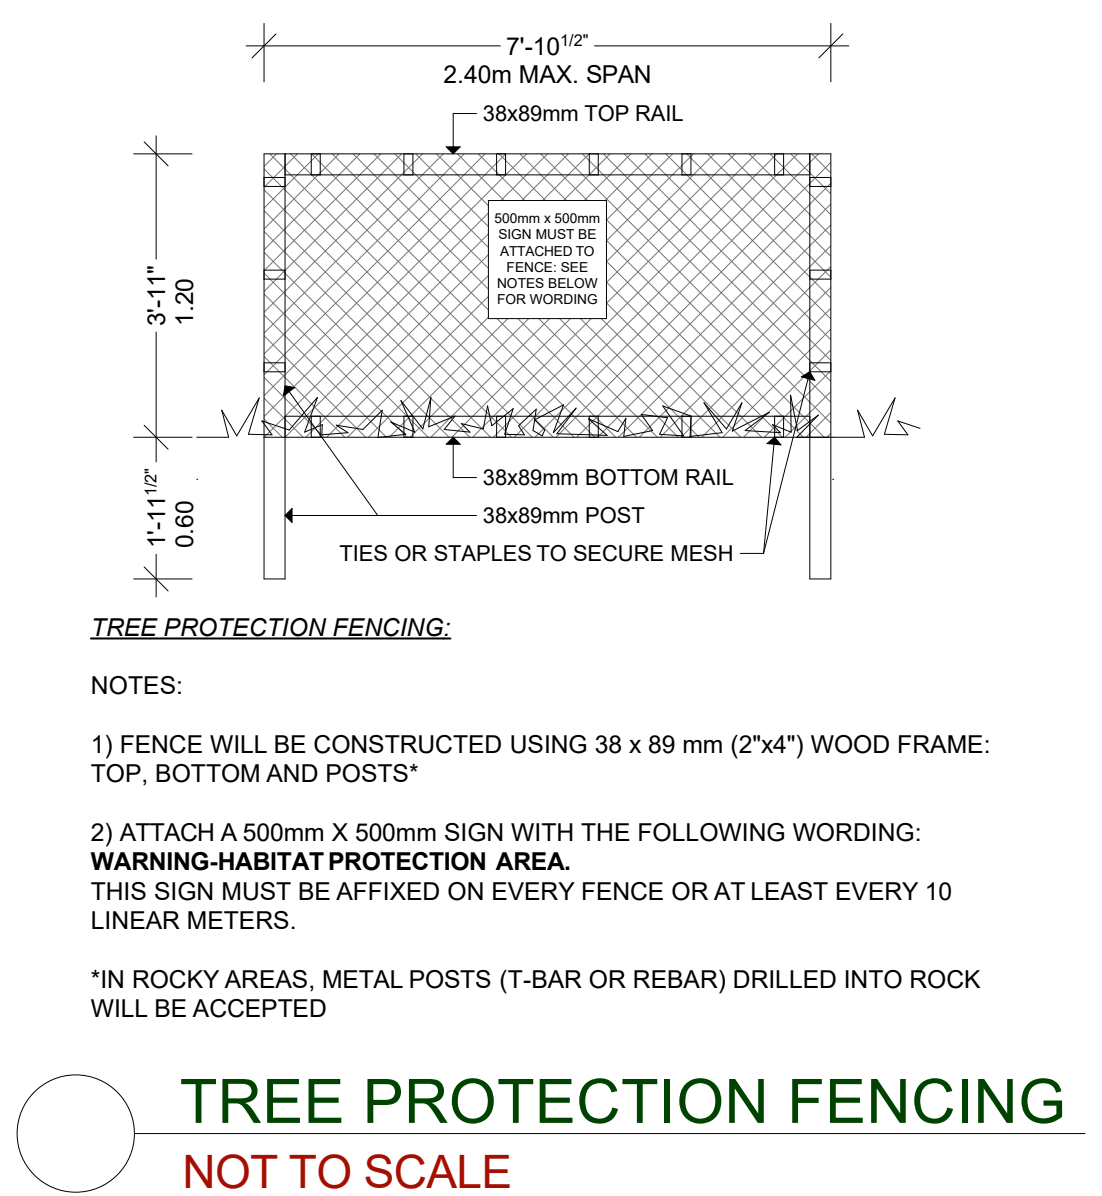 7'-10 1/2"
2.40m MAX. SPAN
38x89mm TOP RAIL
3'-11"
1.20
500mm x 500mm
SIGN MUST BE
ATTACHED TO
FENCE: SEE
NOTES BELOW
FOR WORDING
1'-11 1/2"
0.60
38x89mm BOTTOM RAIL
38x89mm POST
TIES OR STAPLES TO SECURE MESH
TREE PROTECTION FENCING:
NOTES:
1) FENCE WILL BE CONSTRUCTED USING 38 x 89 mm (2"x4") WOOD FRAME:
TOP, BOTTOM AND POSTS*
2) ATTACH A 500mm X 500mm SIGN WITH THE FOLLOWING WORDING:
WARNING-HABITAT PROTECTION AREA.
THIS SIGN MUST BE AFFIXED ON EVERY FENCE OR AT LEAST EVERY 10
LINEAR METERS.
*IN ROCKY AREAS, METAL POSTS (T-BAR OR REBAR) DRILLED INTO ROCK
WILL BE ACCEPTED
TREE PROTECTION FENCING
NOT TO SCALE